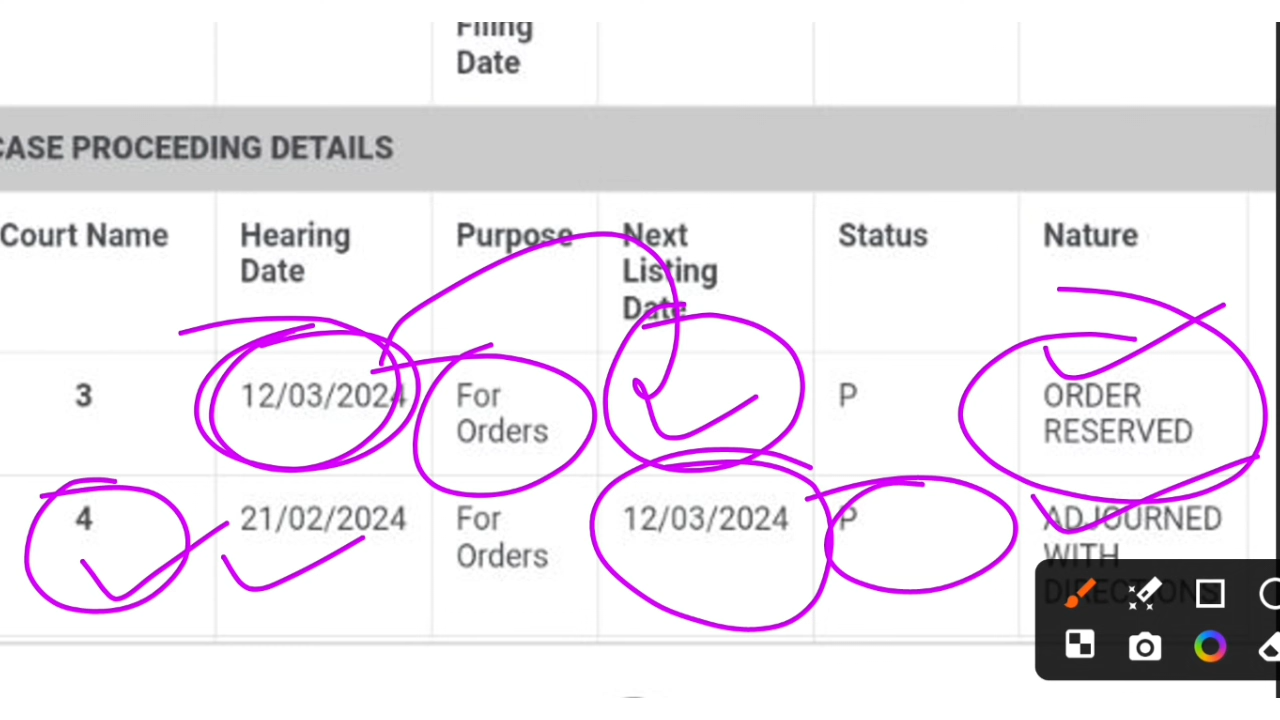 Filing
Date
CASE PROCEEDING DETAILS
Court Name Hearing Date Purpose Next Listing Date Status Nature
3 12/03/2024 For Orders P ORDER RESERVED
4 21/02/2024 For Orders 12/03/2024 P ADJOURNED WITH DIRECTIONS